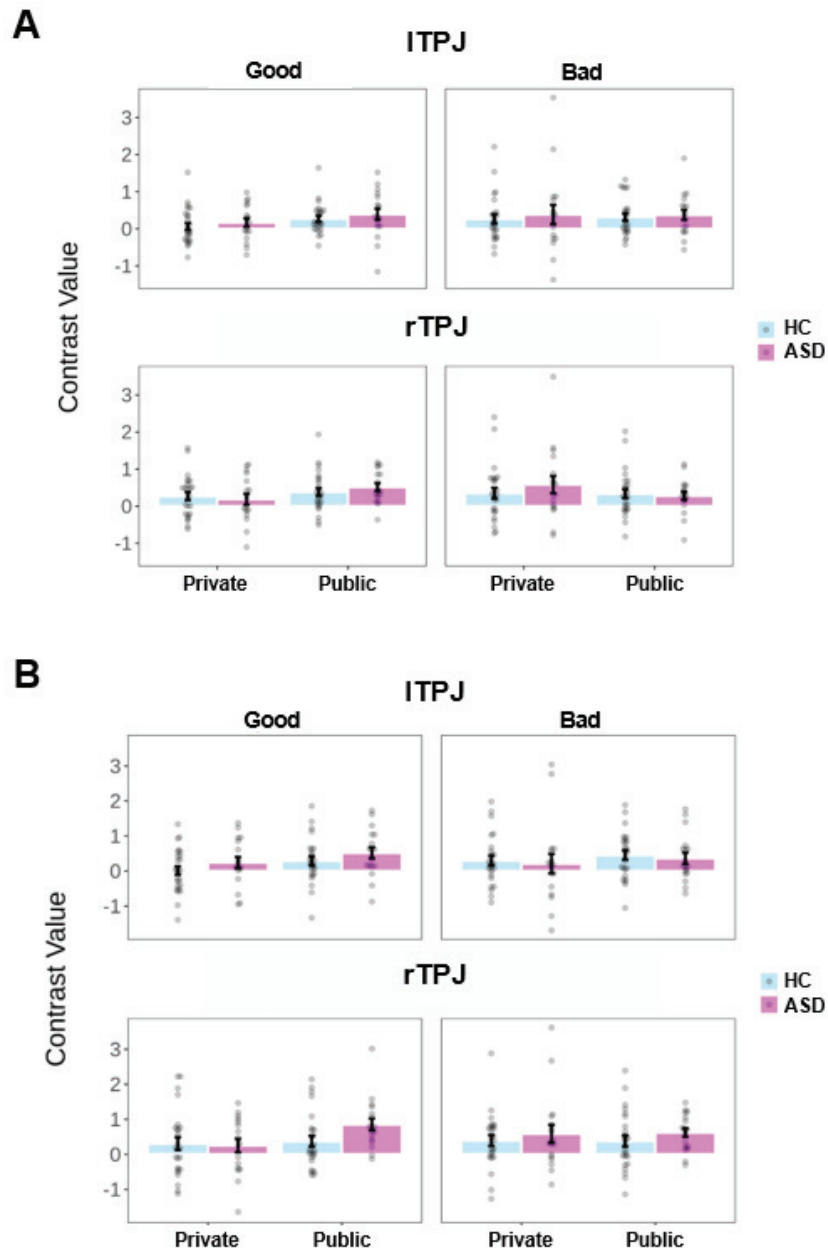 A
lTPJ
Good Bad
3
2
1
0
-1
Contrast Value
rTPJ
3
2
1
0
-1
HC
ASD
Private Public Private Public
B
lTPJ
Good Bad
3
2
1
0
-1
Contrast Value
rTPJ
3
2
1
0
-1
HC
ASD
Private Public Private Public